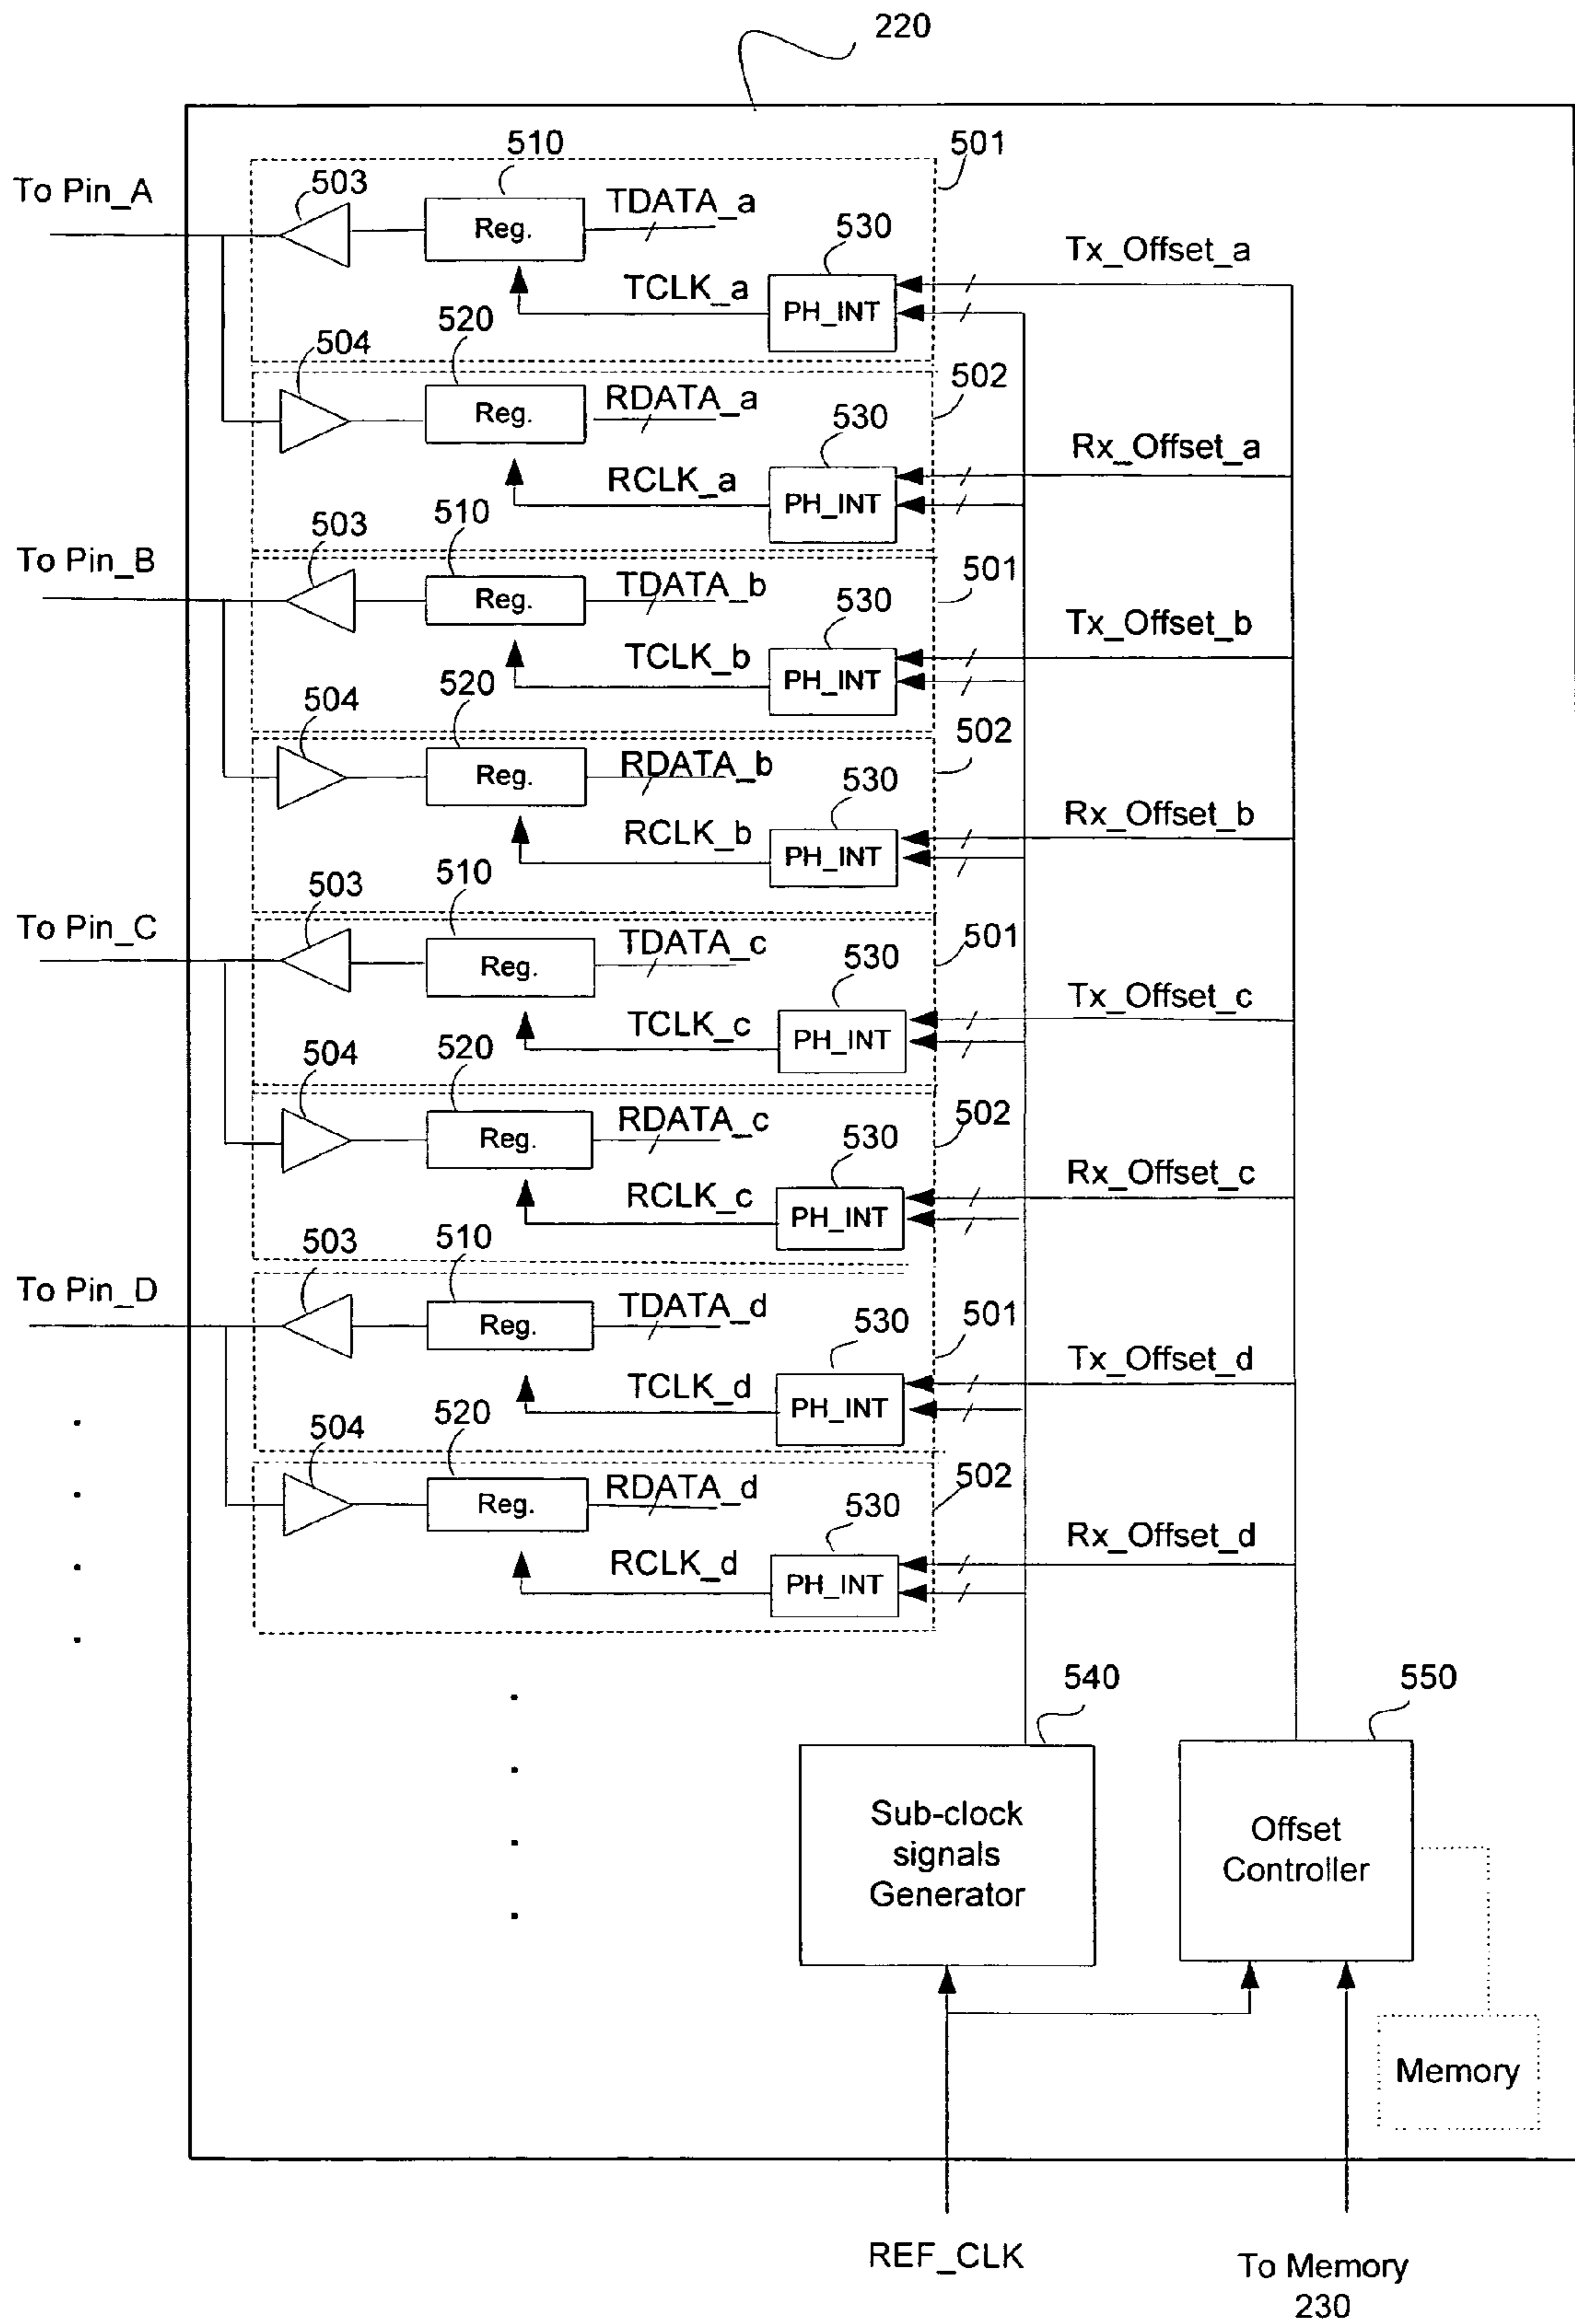 220
510
501
To Pin_A
503
TDATA_a
Reg.
530
Tx_Offset_a
TCLK_a
PH_INT
520
504
502
RDATA_a
Reg.
530
Rx_Offset_a
RCLK_a
PH_INT
510
503
To Pin_B
501
TDATA_b
Reg.
530
Tx_Offset_b
TCLK_b
PH_INT
520
504
502
RDATA_b
Reg.
530
Rx_Offset_b
RCLK_b
PH_INT
510
503
To Pin_C
501
TDATA_c
Reg.
530
Tx_Offset_c
TCLK_c
PH_INT
520
504
502
RDATA_c
Reg.
530
Rx_Offset_c
RCLK_c
PH_INT
510
503
To Pin_D
501
TDATA_d
Reg.
530
Tx_Offset_d
TCLK_d
PH_INT
520
504
502
RDATA_d
Reg.
530
Rx_Offset_d
RCLK_d
PH_INT
540
550
Sub-clock
signals
Generator
Offset
Controller
Memory
REF_CLK
To Memory
230